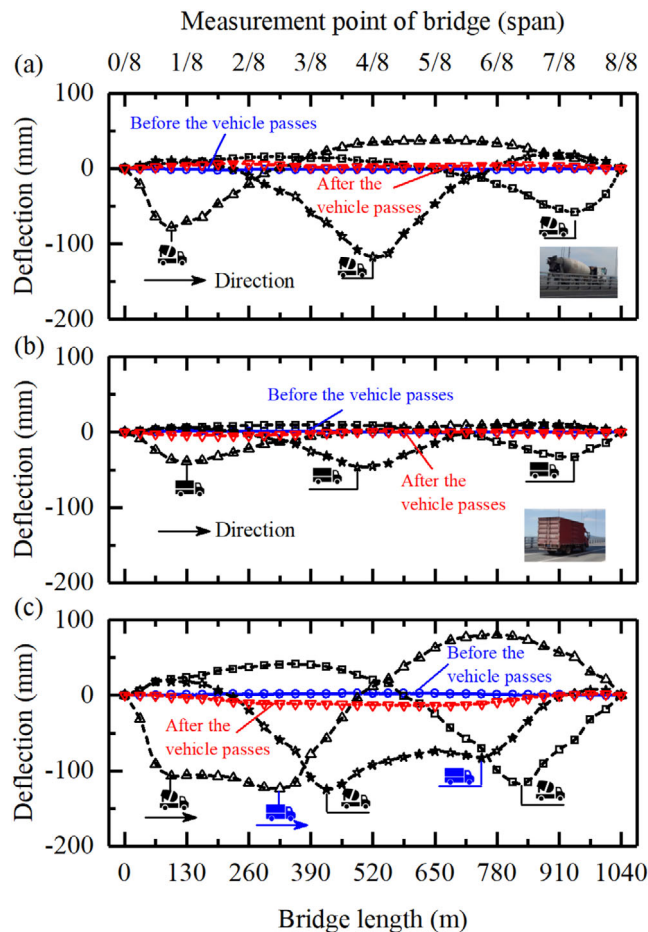 Measurement point of bridge (span)
(a) 0/8 1/8 2/8 3/8 4/8 5/8 6/8 7/8 8/8
100
Before the vehicle passes
0
After the
vehicle passes
-100
Direction
-200
Deflection (mm)
(b)
100
Before the vehicle passes
0
After the
vehicle passes
-100
Direction
-200
Deflection (mm)
(c)
100
Before the
vehicle passes
0
After the
vehicle passes
-100
-200
Deflection (mm)
0 130 260 390 520 650 780 910 1040
Bridge length (m)